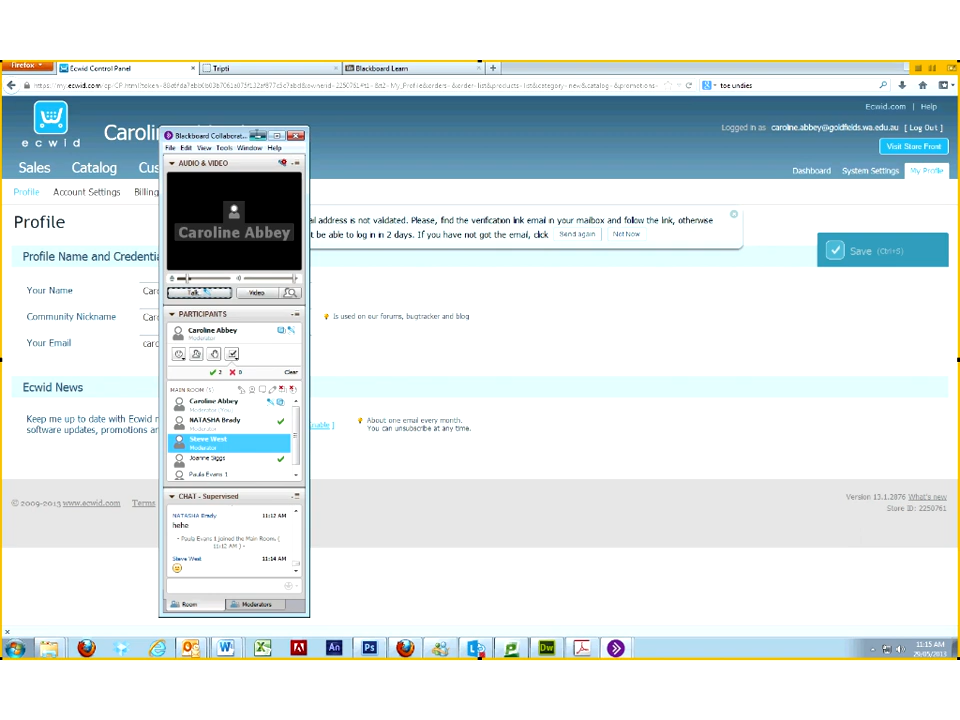 Firefox
Ecwid Control Panel
Tripti
Blackboard Learn
toe undies
Ecwid.com | Help
ecwid
Logged in as caroline.abbey@goldfields.wa.edu.au [ Log Out ]
Visit Store Front
Sales Catalog
Dashboard System Settings My Profile
Profile Account Settings Billing
Profile
address is not validated. Please, find the verification link email in your mailbox and follow the link, otherwise
be able to log in in 2 days. If you have not got the email, click Send again Not Now
Save (Ctrl+S)
Profile Name and
Your Name
Community Nickname
Is used on our forums, bugtracker and blog
Your Email
Ecwid News
Keep me up to date with Ecwid
software updates, promotions
About one email every month.
You can unsubscribe at any time.
© 2009-2013 www.ecwid.com Terms
Version 13.1.2076 What's new
Store ID: 2250761
Blackboard Collaborat...
File Edit View Tools Window Help
AUDIO & VIDEO
Caroline Abbey
Talk Video
PARTICIPANTS
Caroline Abbey
Moderator
2 0 Clear
MAIN ROOM (5)
Caroline Abbey
Moderator (You)
NATASHA Brady
Moderator
Steve West
Moderator
Joanne Siggs
Paula Evans 1
CHAT - Supervised
NATASHA Brady 11:12 AM
hehe
- Paula Evans 1 joined the Main Room. (
11:12 AM ) -
Steve West 11:14 AM
Room Moderators
11:15 AM
29/05/2013